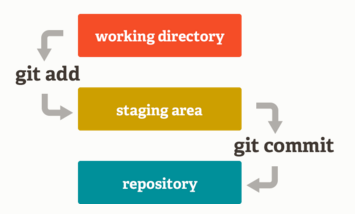 working directory
git add
staging area
git commit
repository